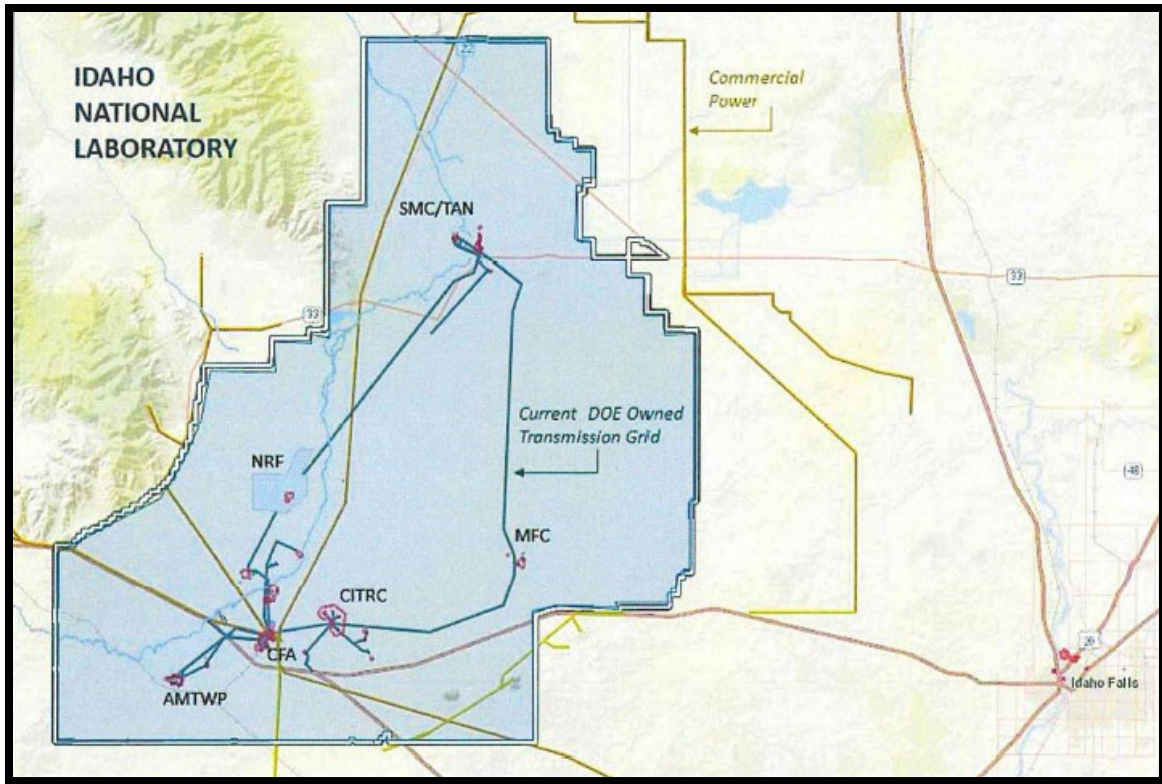 IDAHO
NATIONAL
LABORATORY
22
Commercial
Power
SMC/TAN
33
33
Current DOE Owned
Transmission Grid
NRF
48
MFC
CITRC
CFA
20
Idaho Falls
AMTWP